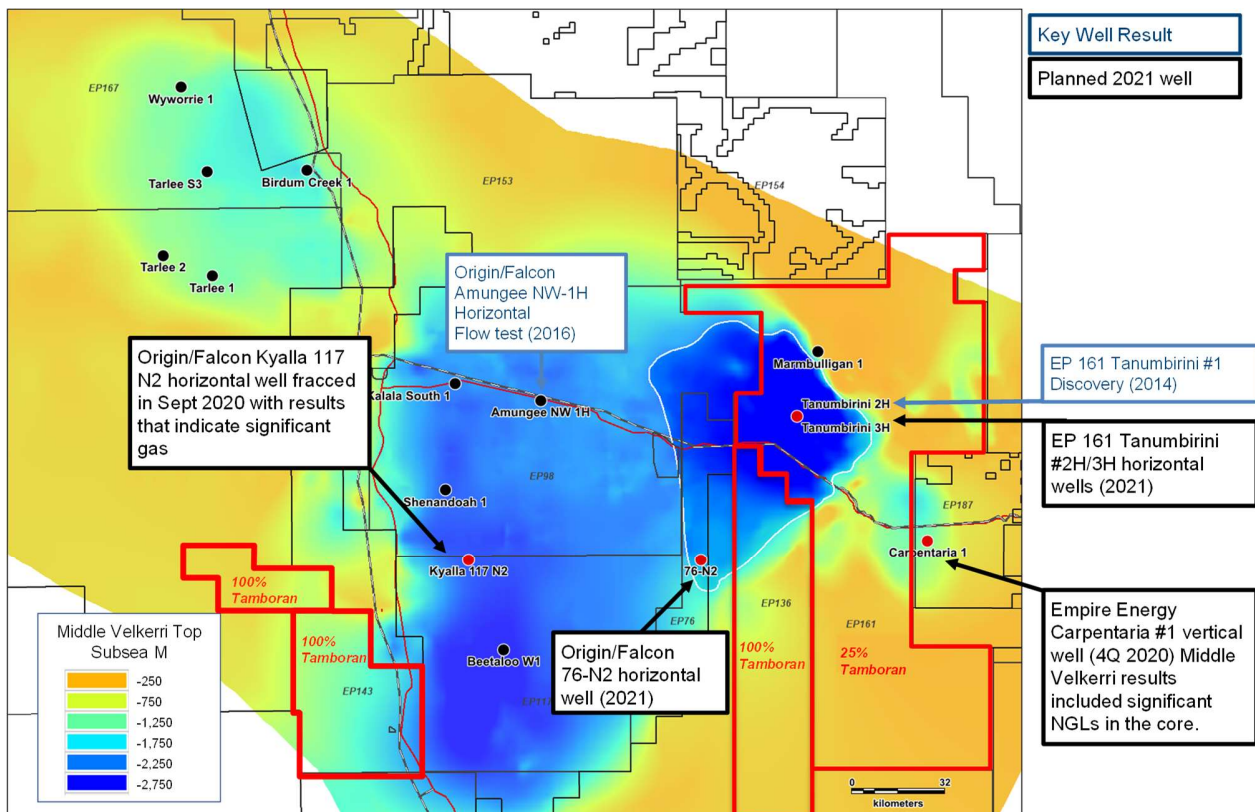 Key Well Result
Planned 2021 well
EP167
Wyworrie 1
Tarlee S3
Birdum Creek 1
EP153
EP154
Tarlee 2
Tarlee 1
Origin/Falcon
Amungee NW-1H
Horizontal
Flow test (2016)
Origin/Falcon Kyalla 117
N2 horizontal well fracced
in Sept 2020 with results
that indicate significant
gas
Kalala South 1
Amungee NW 1H
Marmbulligan 1
Tanumbirini 2H
Tanumbirini 3H
EP 161 Tanumbirini #1
Discovery (2014)
EP 161 Tanumbirini
#2H/3H horizontal
wells (2021)
EP98
Shenandoah 1
EP187
Carpentaria 1
Kyalla 117 N2
76-N2
100%
Tamboran
EP136
EP76
EP161
Empire Energy
Carpentaria #1 vertical
well (4Q 2020) Middle
Velkerri results
included significant
NGLs in the core.
Middle Velkerri Top
Subsea M
-250
-750
-1,250
-1,750
-2,250
-2,750
100%
Tamboran
EP143
Beetaloo W1
Origin/Falcon
76-N2 horizontal
well (2021)
100%
Tamboran
25%
Tamboran
0 32
kilometers